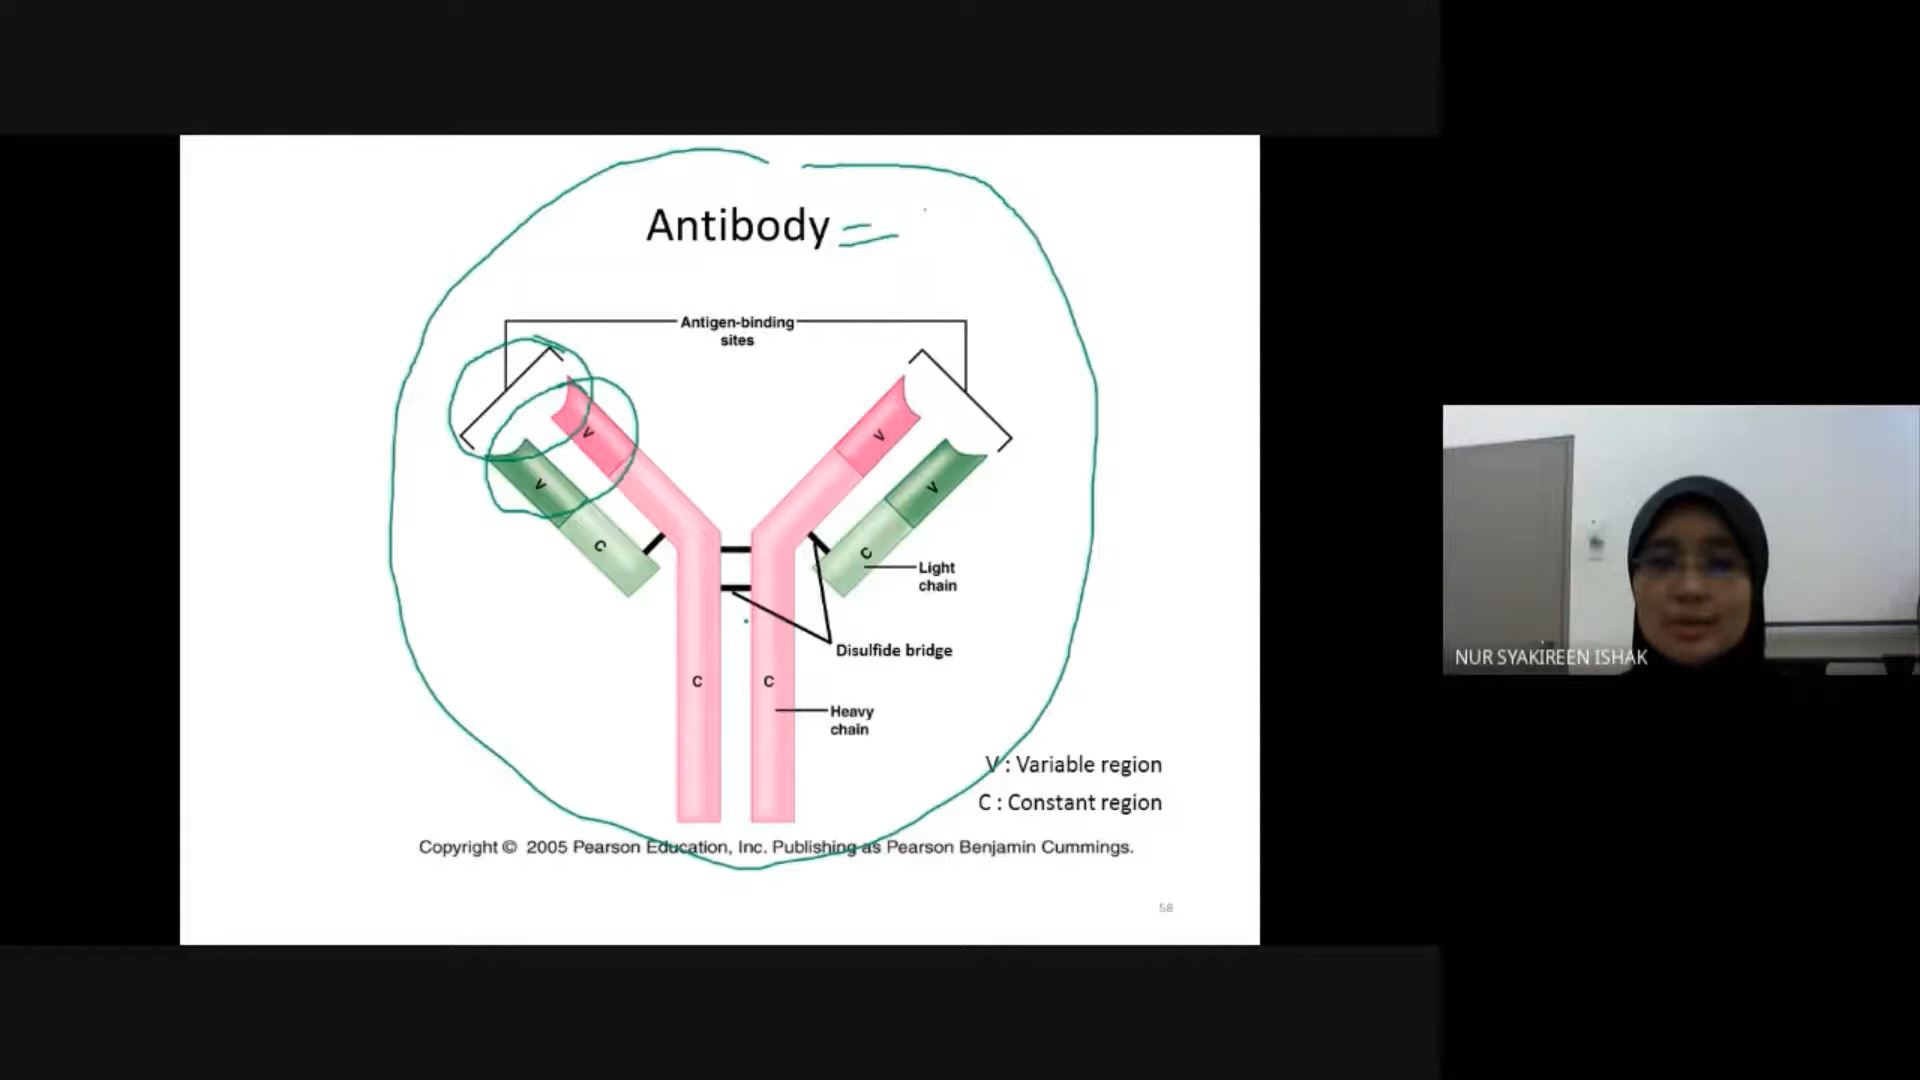 Antibody =
Antigen-binding
sites
V
V
V
V
C
C
Light
chain
Disulfide bridge
C
C
Heavy
chain
V : Variable region
C : Constant region
Copyright © 2005 Pearson Education, Inc. Publishing as Pearson Benjamin Cummings.
58
NUR SYAKIREEN ISHAK